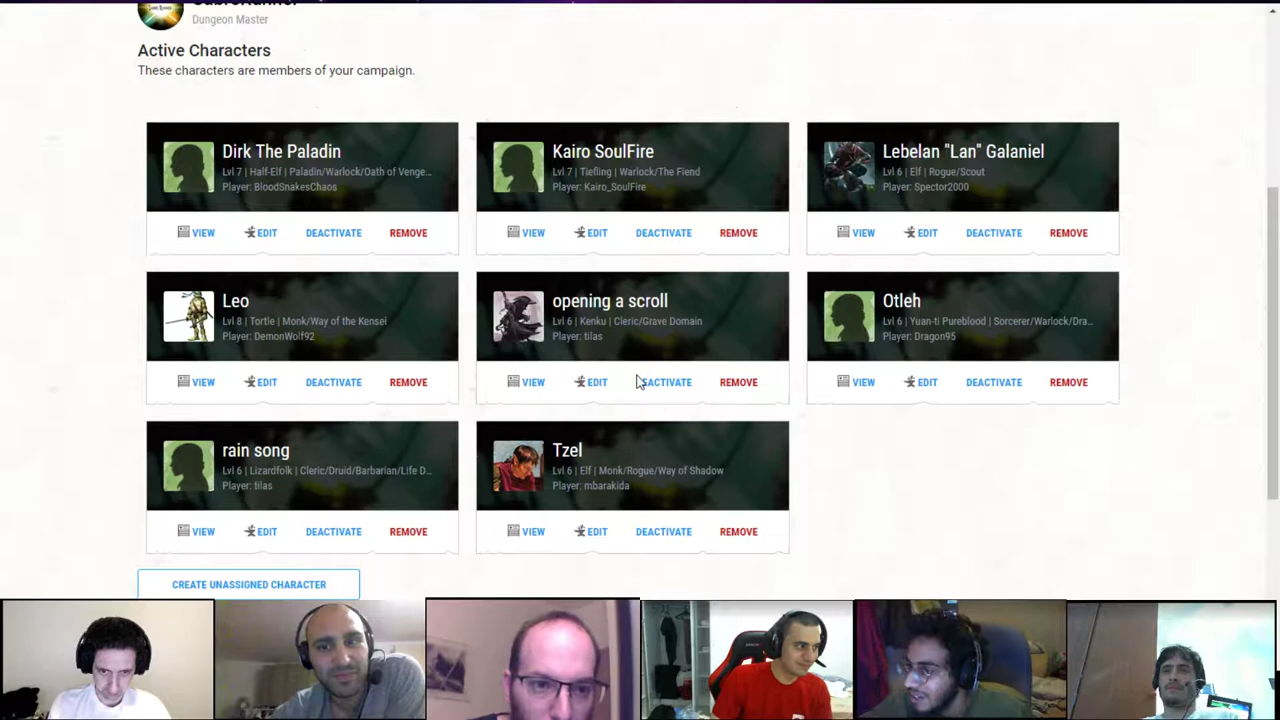 Dungeon Master
Active Characters
These characters are members of your campaign.
Dirk The Paladin
Lvl 7 | Half-Elf | Paladin/Warlock/Oath of Venge...
Player: BloodSnakesChaos
VIEW EDIT DEACTIVATE REMOVE
Kairo SoulFire
Lvl 7 | Tiefling | Warlock/The Fiend
Player: Kairo_SoulFire
VIEW EDIT DEACTIVATE REMOVE
Lebelan "Lan" Galaniel
Lvl 6 | Elf | Rogue/Scout
Player: Spector2000
VIEW EDIT DEACTIVATE REMOVE
Leo
Lvl 8 | Tortle | Monk/Way of the Kensei
Player: DemonWolf92
VIEW EDIT DEACTIVATE REMOVE
opening a scroll
Lvl 6 | Kenku | Cleric/Grave Domain
Player: tilas
VIEW EDIT DEACTIVATE REMOVE
Otleh
Lvl 6 | Yuan-ti Pureblood | Sorcerer/Warlock/Dra...
Player: Dragon95
VIEW EDIT DEACTIVATE REMOVE
rain song
Lvl 6 | Lizardfolk | Cleric/Druid/Barbarian/Life D...
Player: tilas
VIEW EDIT DEACTIVATE REMOVE
Tzel
Lvl 6 | Elf | Monk/Rogue/Way of Shadow
Player: mbarakida
VIEW EDIT DEACTIVATE REMOVE
CREATE UNASSIGNED CHARACTER